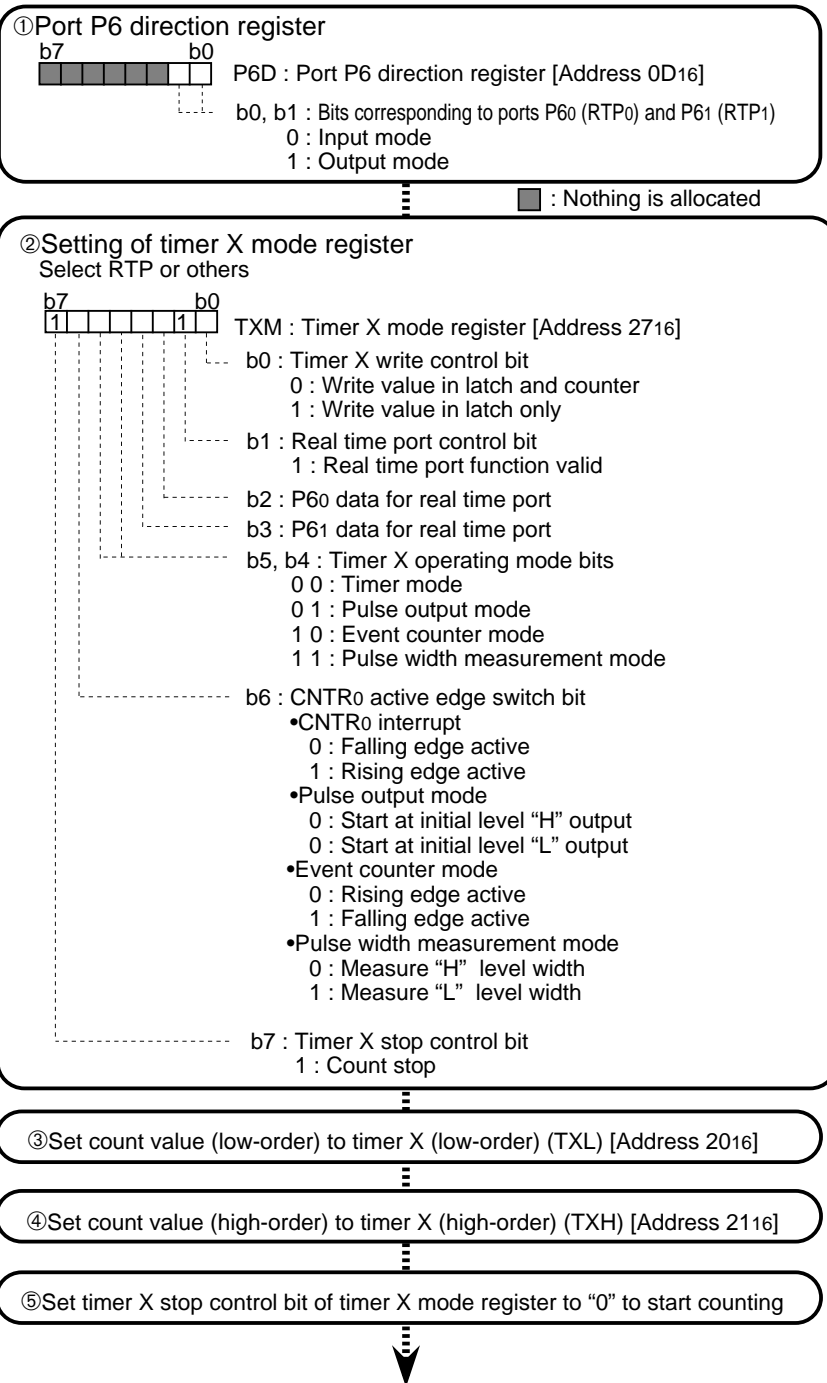 ①Port P6 direction register
b7 b0
P6D : Port P6 direction register [Address 0D16]
b0, b1 : Bits corresponding to ports P60 (RTP0) and P61 (RTP1)
0 : Input mode
1 : Output mode
: Nothing is allocated
②Setting of timer X mode register
Select RTP or others
b7 b0
1 1
TXM : Timer X mode register [Address 2716]
b0 : Timer X write control bit
0 : Write value in latch and counter
1 : Write value in latch only
b1 : Real time port control bit
1 : Real time port function valid
b2 : P60 data for real time port
b3 : P61 data for real time port
b5, b4 : Timer X operating mode bits
0 0 : Timer mode
0 1 : Pulse output mode
1 0 : Event counter mode
1 1 : Pulse width measurement mode
b6 : CNTR0 active edge switch bit
•CNTR0 interrupt
0 : Falling edge active
1 : Rising edge active
•Pulse output mode
0 : Start at initial level “H” output
0 : Start at initial level “L” output
•Event counter mode
0 : Rising edge active
1 : Falling edge active
•Pulse width measurement mode
0 : Measure “H” level width
1 : Measure “L” level width
b7 : Timer X stop control bit
1 : Count stop
③Set count value (low-order) to timer X (low-order) (TXL) [Address 2016]
④Set count value (high-order) to timer X (high-order) (TXH) [Address 2116]
⑤Set timer X stop control bit of timer X mode register to “0” to start counting